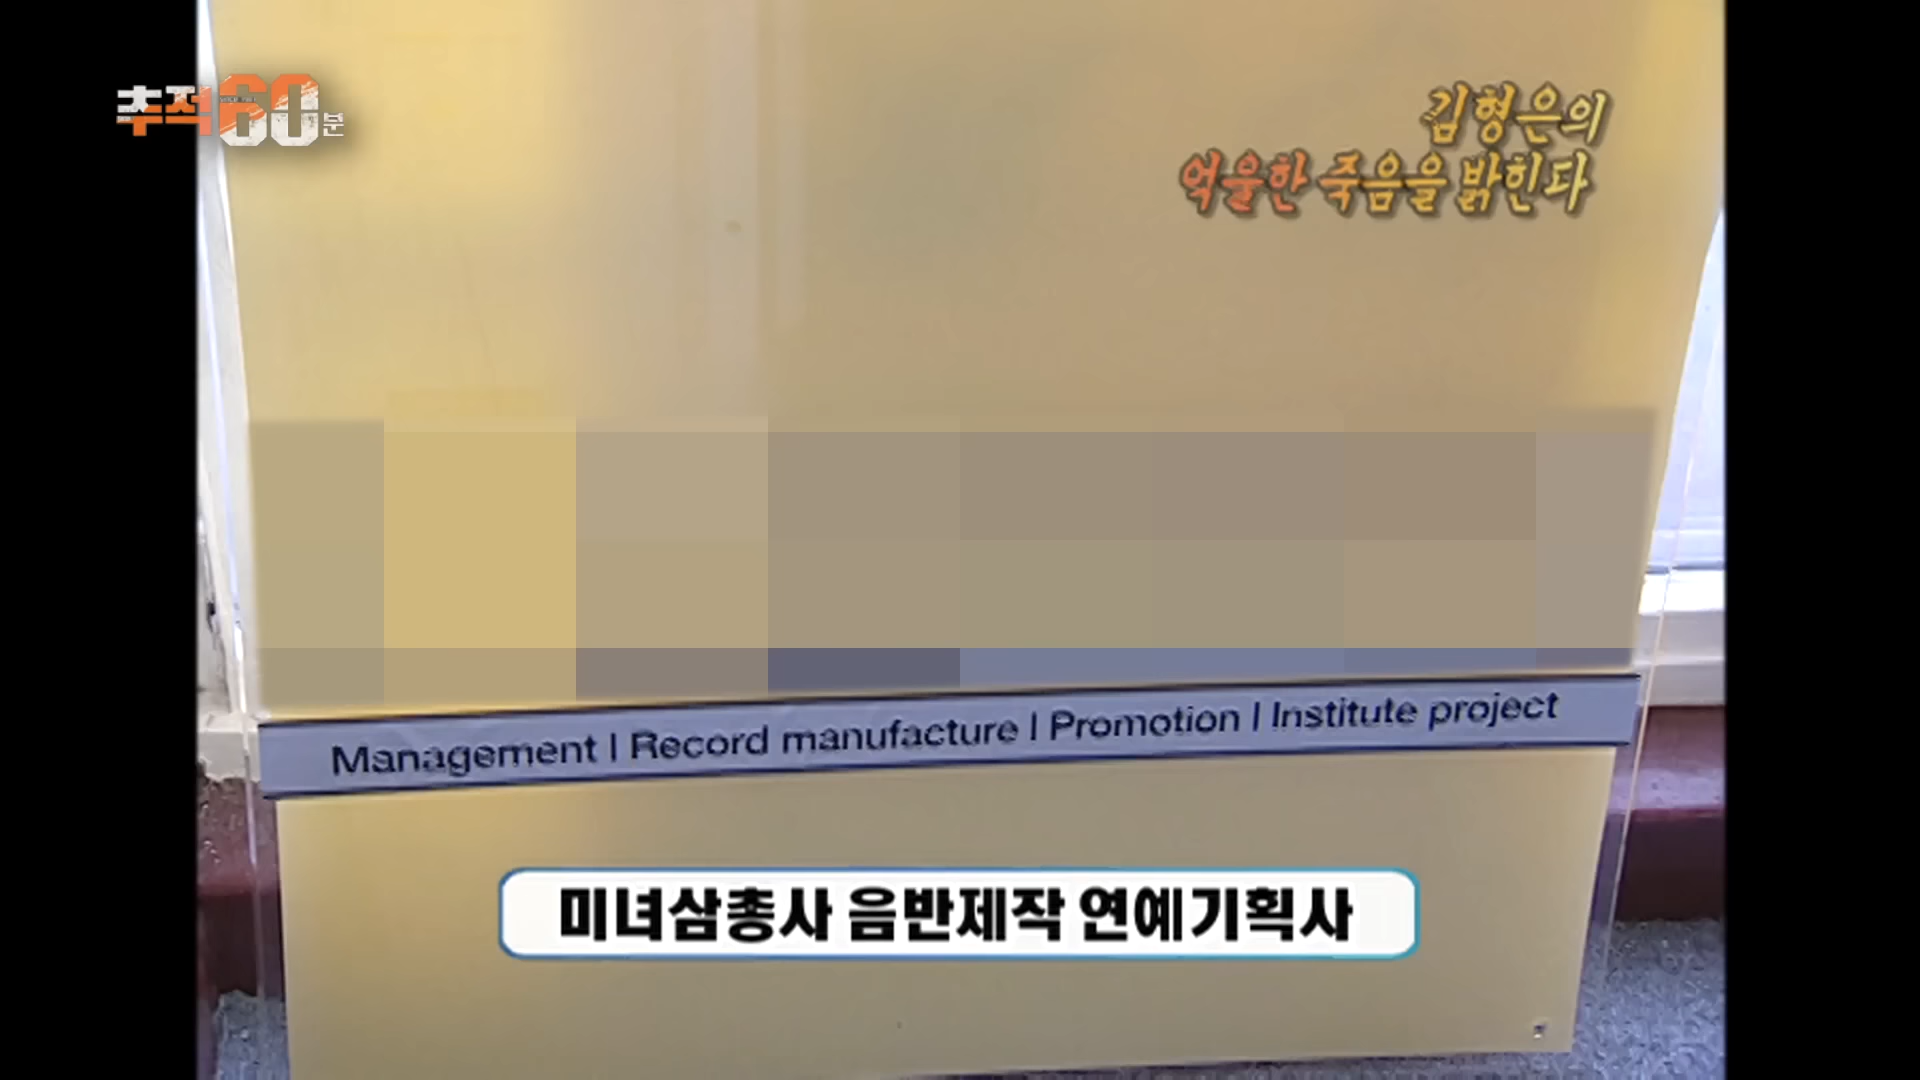 추적60분
김형은의
억울한 죽음을 밝힌다
Management | Record manufacture | Promotion | Institute project
미녀삼총사 음반제작 연예기획사